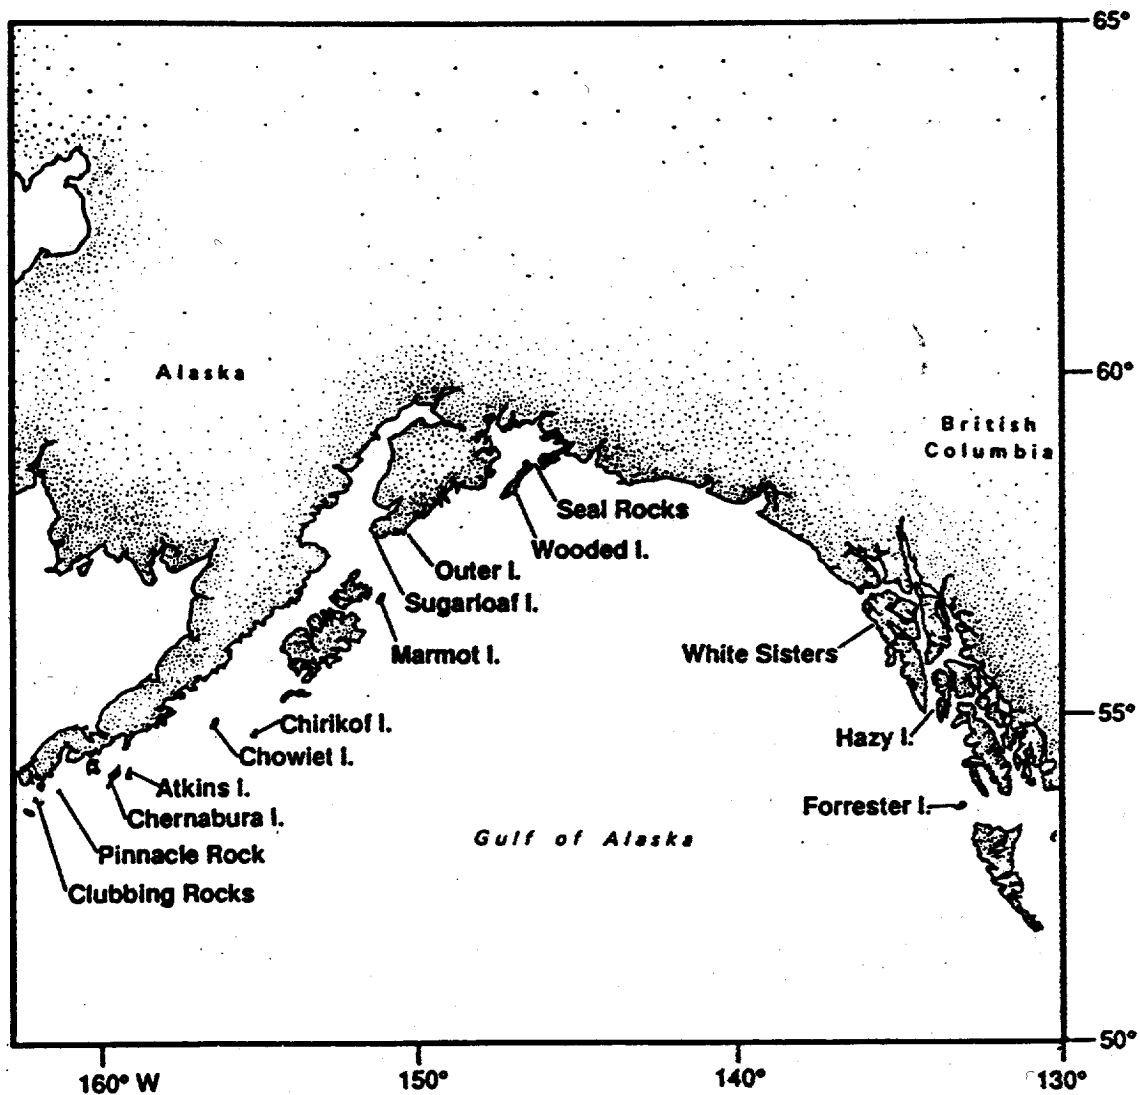 65°
Alaska
60°
British
Columbia
Seal Rocks
Wooded I.
Outer I.
Sugarloaf I.
Marmot I.
White Sisters
55°
Chirikof I.
Hazy I.
Chowiet I.
Atkins I.
Forrester I.
Chernabura I.
Gulf of Alaska
Pinnacle Rock
Clubbing Rocks
50°
160° W
150°
140°
130°